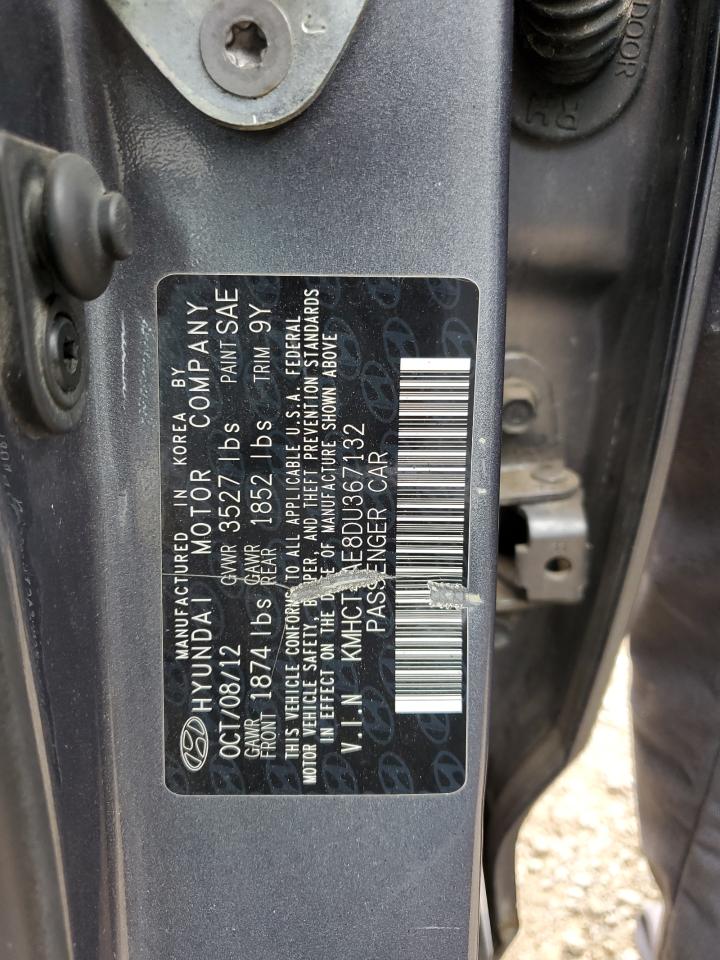 MANUFACTURED IN KOREA BY
HYUNDAI MOTOR COMPANY
OCT/08/12 GVWR 3527 lbs PAINT SAE
GAWR FRONT 1874 lbs GAWR REAR 1852 lbs TRIM 9Y
THIS VEHICLE CONFORMS TO ALL APPLICABLE U.S.A. FEDERAL
MOTOR VEHICLE SAFETY, BUMPER, AND THEFT PREVENTION STANDARDS
IN EFFECT ON THE DATE OF MANUFACTURE SHOWN ABOVE
V.I.N KMHCT4AE8DU367132
PASSENGER CAR
DOOR